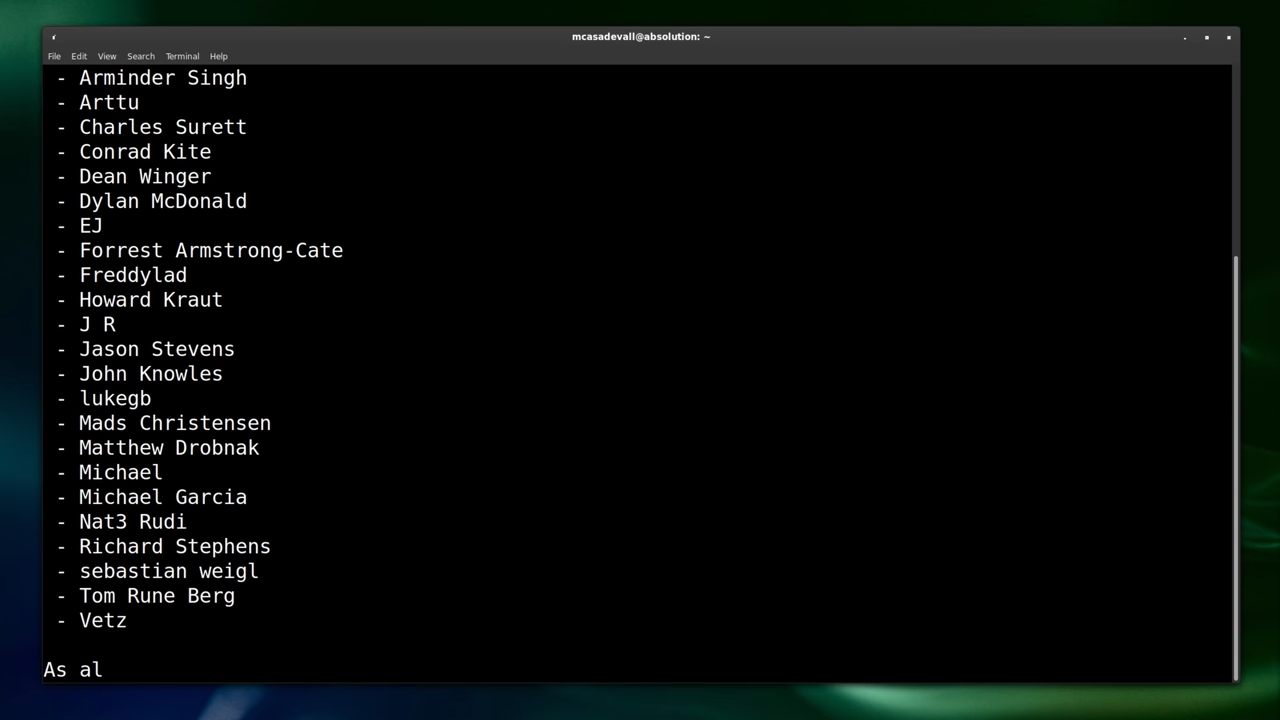 mcasadevall@absolution: ~
File Edit View Search Terminal Help
- Arminder Singh
- Arttu
- Charles Surett
- Conrad Kite
- Dean Winger
- Dylan McDonald
- EJ
- Forrest Armstrong-Cate
- Freddylad
- Howard Kraut
- J R
- Jason Stevens
- John Knowles
- lukegb
- Mads Christensen
- Matthew Drobnak
- Michael
- Michael Garcia
- Nat3 Rudi
- Richard Stephens
- sebastian weigl
- Tom Rune Berg
- Vetz
As al